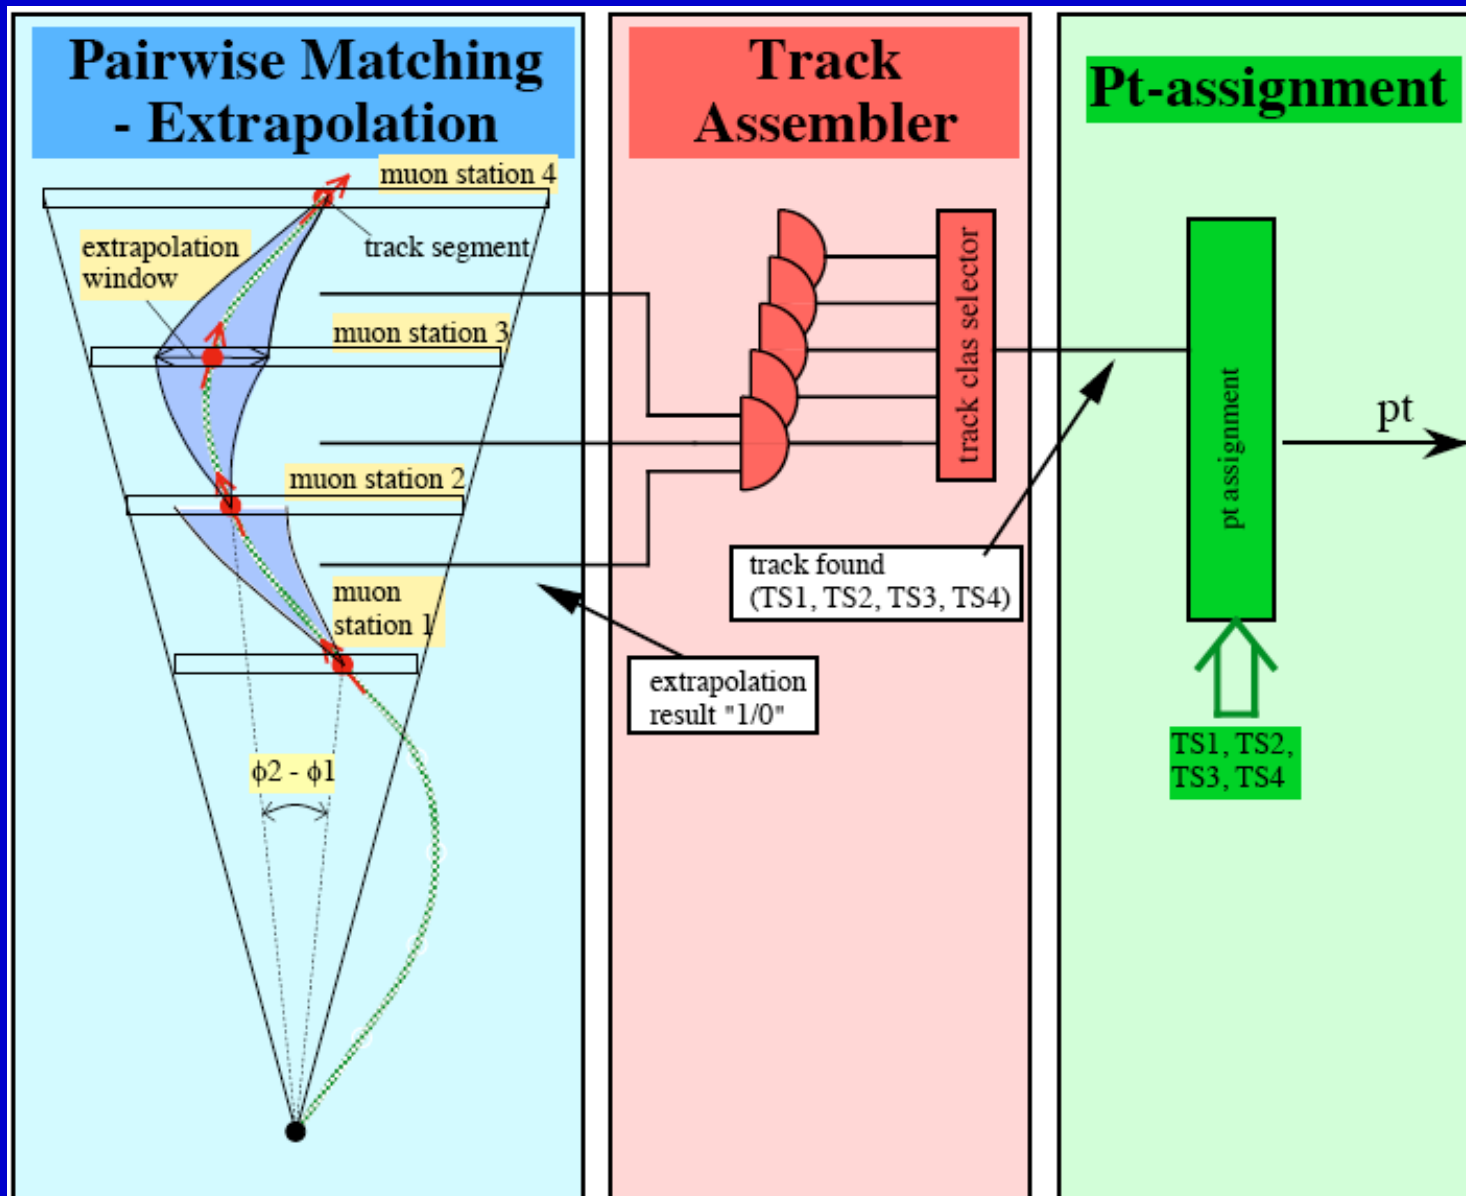 Pairwise Matching
- Extrapolation
muon station 4
extrapolation
window
track segment
muon station 3
muon station 2
muon
station 1
ϕ2 - ϕ1
Track
Assembler
track clas selector
track found
(TS1, TS2, TS3, TS4)
extrapolation
result "1/0"
Pt-assignment
pt assignment
pt
TS1, TS2,
TS3, TS4